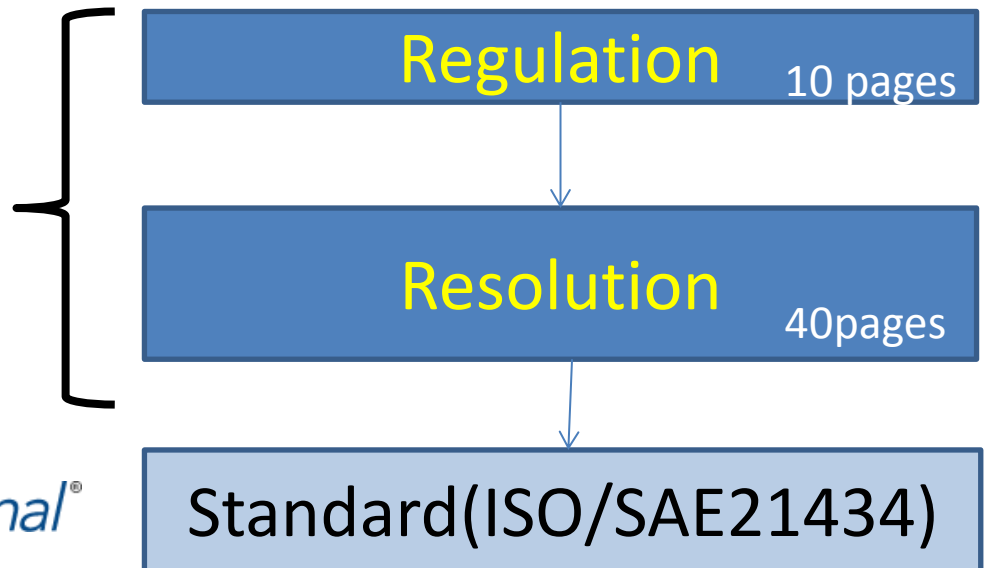 Regulation
10 pages
Resolution
40pages
nal®
Standard(ISO/SAE21434)